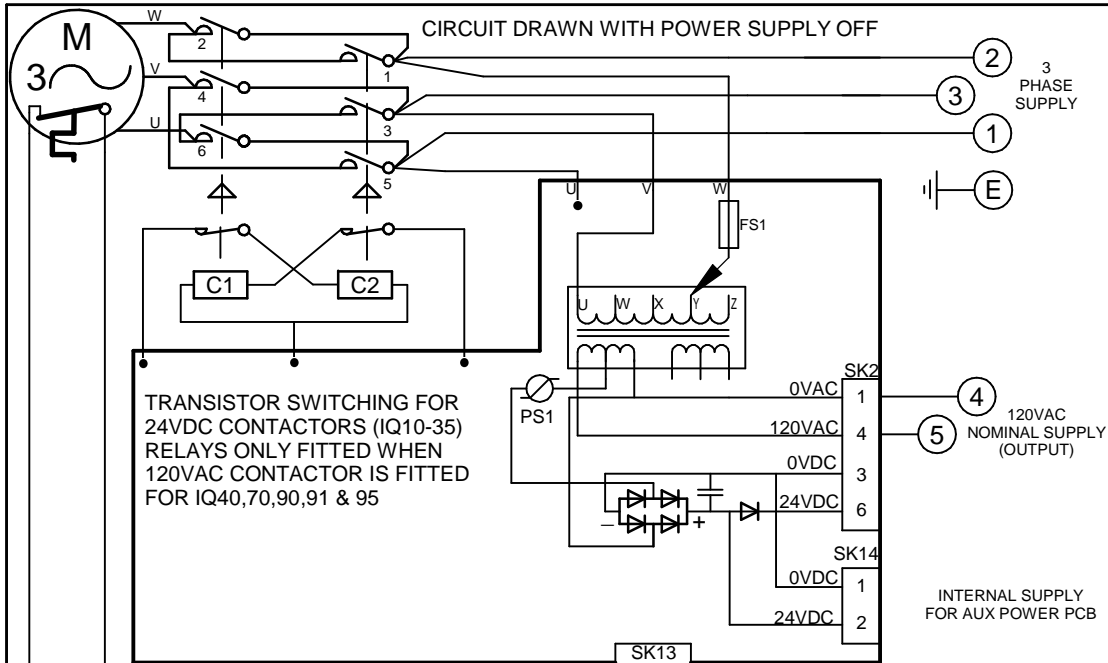 CIRCUIT DRAWN WITH POWER SUPPLY OFF
W
M
2
2
3
PHASE
SUPPLY
1
3
V
3
4
3
1
U
6
5
U
V
W
E
FS1
C1
C2
U
W
X
Y
Z
SK2
TRANSISTOR SWITCHING FOR
24VDC CONTACTORS (IQ10-35)
RELAYS ONLY FITTED WHEN
120VAC CONTACTOR IS FITTED
FOR IQ40,70,90,91 & 95
PS1
0VAC
1
4
120VAC
4
5
120VAC
NOMINAL SUPPLY
(OUTPUT)
0VDC
3
24VDC
6
–
+
SK14
0VDC
1
24VDC
2
INTERNAL SUPPLY
FOR AUX POWER PCB
SK13